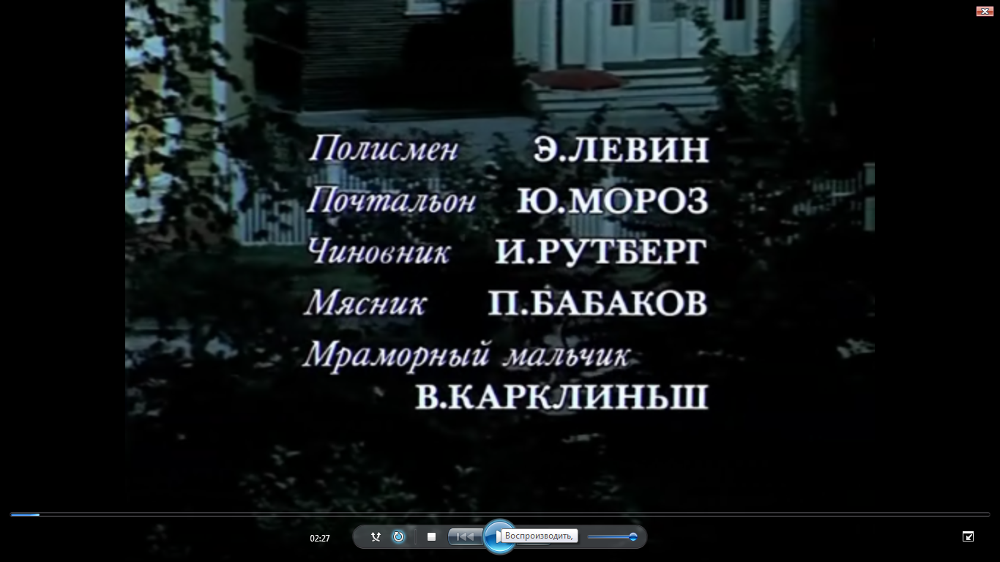 Полисмен Э.ЛЕВИН
Почтальон Ю.МОРОЗ
Чиновник И.РУТБЕРГ
Мясник П.БАБАКОВ
Мраморный мальчик
В.КАРКЛИНЬШ
02:27
Воспроизводить,